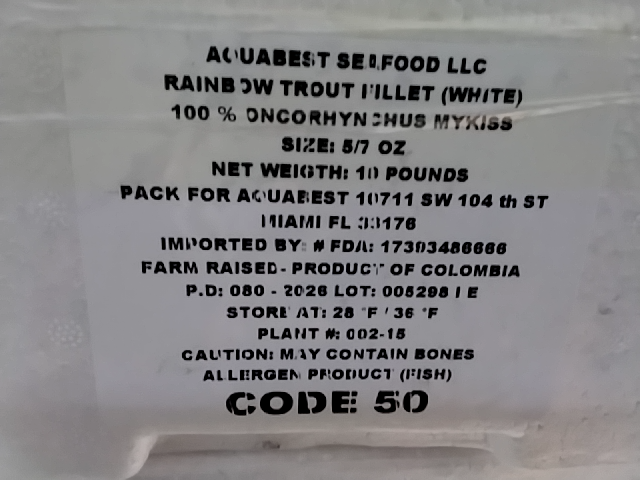 AQUABEST SEAFOOD LLC
RAINBOW TROUT FILLET (WHITE)
100 % ONCORHYNCHUS MYKISS
SIZE: 5/7 OZ
NET WEIGTH: 10 POUNDS
PACK FOR AQUABEST 10711 SW 104 th ST
MIAMI FL 33176
IMPORTED BY: # FDA: 17303486666
FARM RAISED- PRODUCT OF COLOMBIA
P.D: 080 - 2026 LOT: 005298 I E
STORE AT: 28 °F / 36 °F
PLANT #: 002-15
CAUTION: MAY CONTAIN BONES
ALLERGEN PRODUCT (FISH)
CODE 50